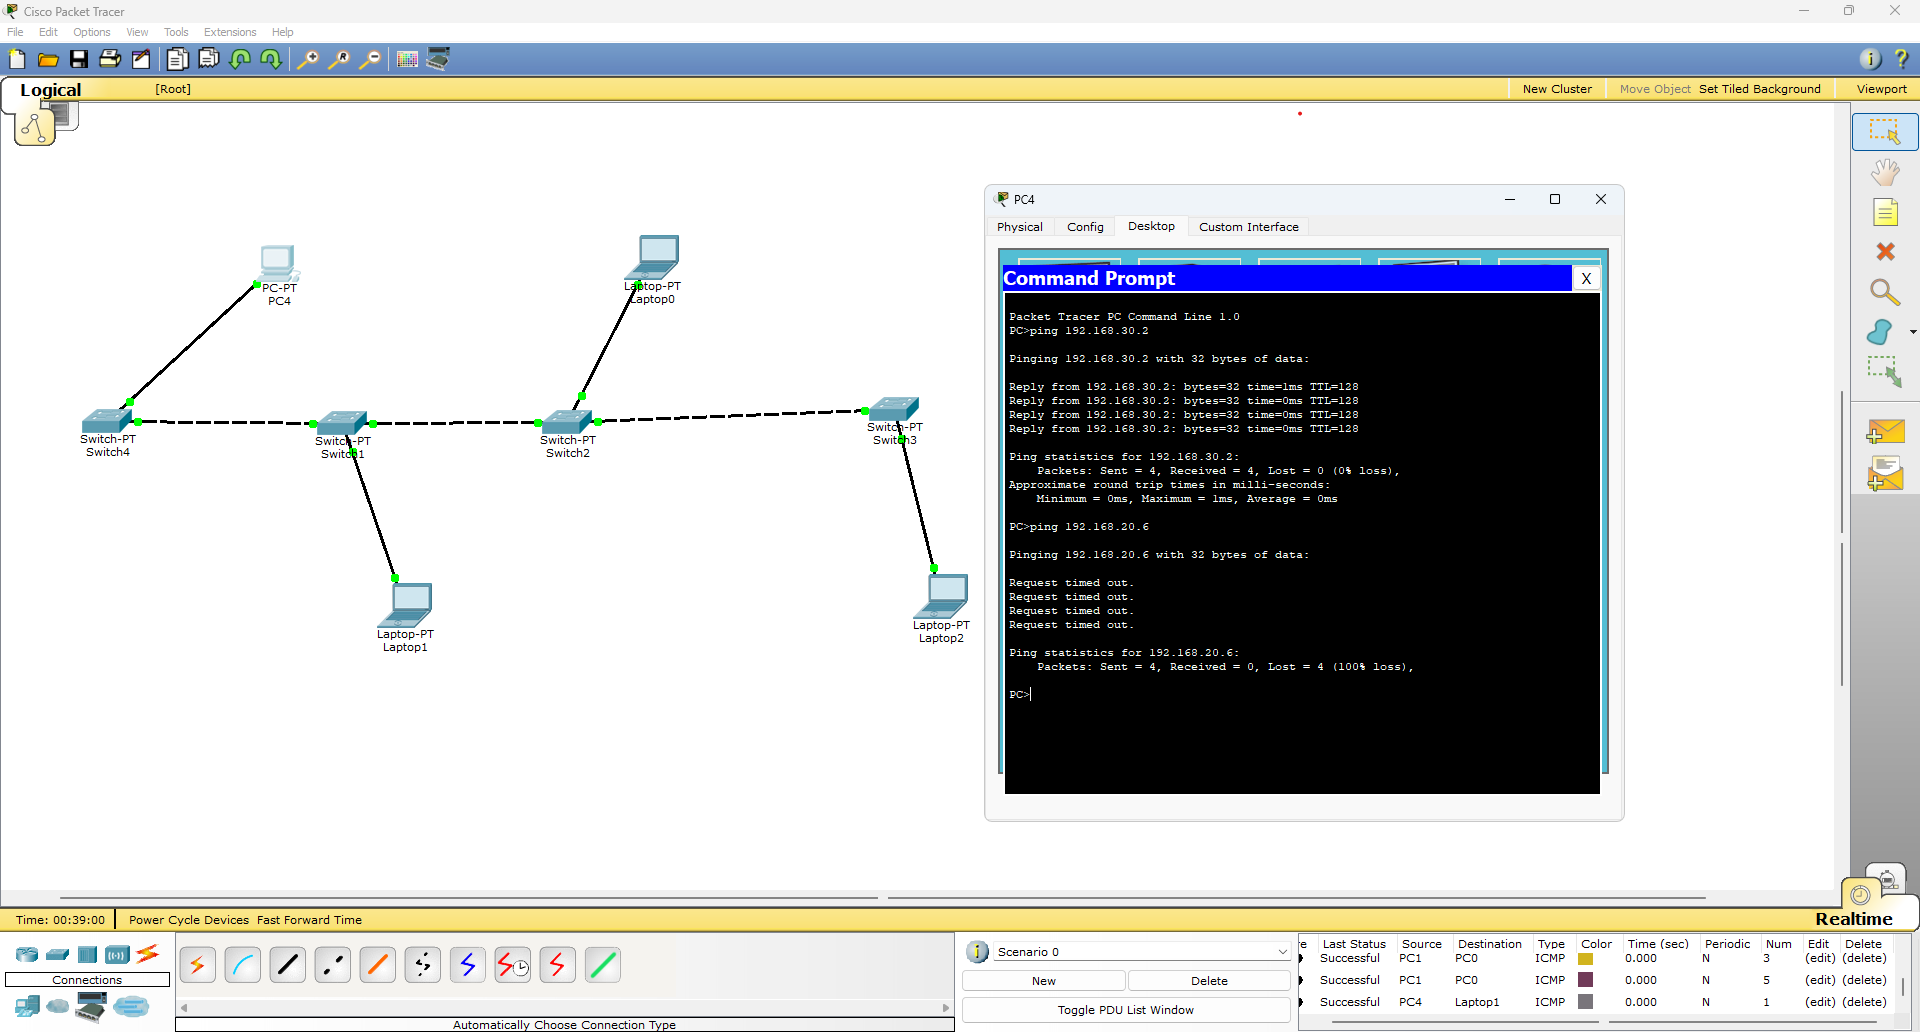 Cisco Packet Tracer
File Edit Options View Tools Extensions Help
Logical [Root] New Cluster Move Object Set Tiled Background Viewport
PC-PT
PC4
Laptop-PT
Laptop0
Switch-PT
Switch4
Switch-PT
Switch1
Switch-PT
Switch2
Switch-PT
Switch3
Laptop-PT
Laptop1
Laptop-PT
Laptop2
PC4
Physical Config Desktop Custom Interface
Command Prompt X
Packet Tracer PC Command Line 1.0
PC>ping 192.168.30.2
Pinging 192.168.30.2 with 32 bytes of data:
Reply from 192.168.30.2: bytes=32 time=1ms TTL=128
Reply from 192.168.30.2: bytes=32 time=0ms TTL=128
Reply from 192.168.30.2: bytes=32 time=0ms TTL=128
Reply from 192.168.30.2: bytes=32 time=0ms TTL=128
Ping statistics for 192.168.30.2:
Packets: Sent = 4, Received = 4, Lost = 0 (0% loss),
Approximate round trip times in milli-seconds:
Minimum = 0ms, Maximum = 1ms, Average = 0ms
PC>ping 192.168.20.6
Pinging 192.168.20.6 with 32 bytes of data:
Request timed out.
Request timed out.
Request timed out.
Request timed out.
Ping statistics for 192.168.20.6:
Packets: Sent = 4, Received = 0, Lost = 4 (100% loss),
PC>
Time: 00:39:00 Power Cycle Devices Fast Forward Time Realtime
Connections
Automatically Choose Connection Type
Scenario 0
New Delete
Toggle PDU List Window
re Last Status Source Destination Type Color Time (sec) Periodic Num Edit Delete
Successful PC1 PC0 ICMP 0.000 N 3 (edit) (delete)
Successful PC1 PC0 ICMP 0.000 N 5 (edit) (delete)
Successful PC4 Laptop1 ICMP 0.000 N 1 (edit) (delete)